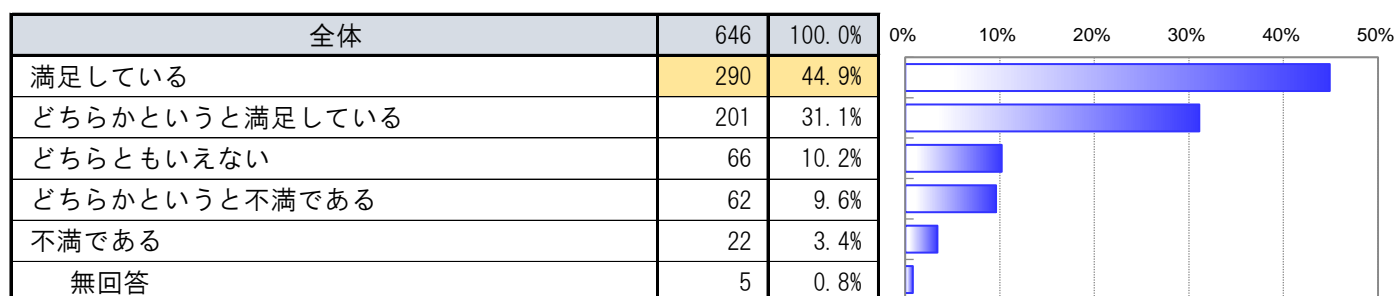 全体 646 100.0% 0% 10% 20% 30% 40% 50%
満足している 290 44.9%
どちらかというと満足している 201 31.1%
どちらともいえない 66 10.2%
どちらかというと不満である 62 9.6%
不満である 22 3.4%
無回答 5 0.8%